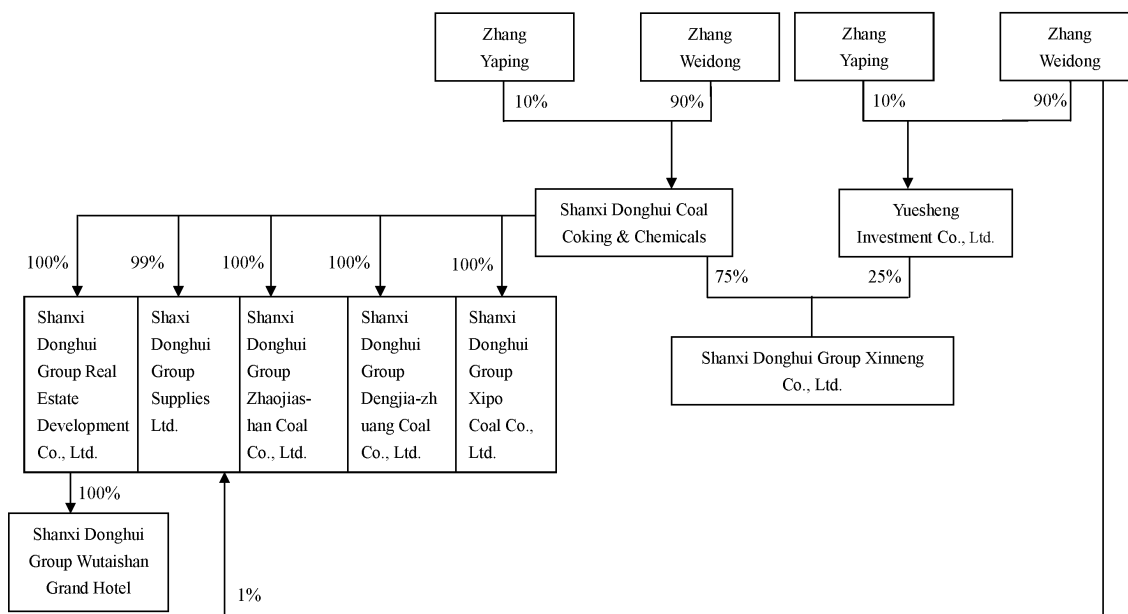 Zhang
Yaping
Zhang
Weidong
Zhang
Yaping
Zhang
Weidong
10%
90%
10%
90%
Shanxi Donghui Coal
Coking & Chemicals
Yuesheng
Investment Co., Ltd.
100%
99%
100%
100%
100%
75%
25%
Shanxi
Donghui
Group Real
Estate
Development
Co., Ltd.
Shaxi
Donghui
Group
Supplies
Ltd.
Shanxi
Donghui
Group
Zhaojias-
han Coal
Co., Ltd.
Shanxi
Donghui
Group
Dengjia-zh
uang Coal
Co., Ltd.
Shanxi
Donghui
Group
Xipo
Coal Co.,
Ltd.
Shanxi Donghui Group Xinneng
Co., Ltd.
100%
Shanxi Donghui
Group Wutaishan
Grand Hotel
1%